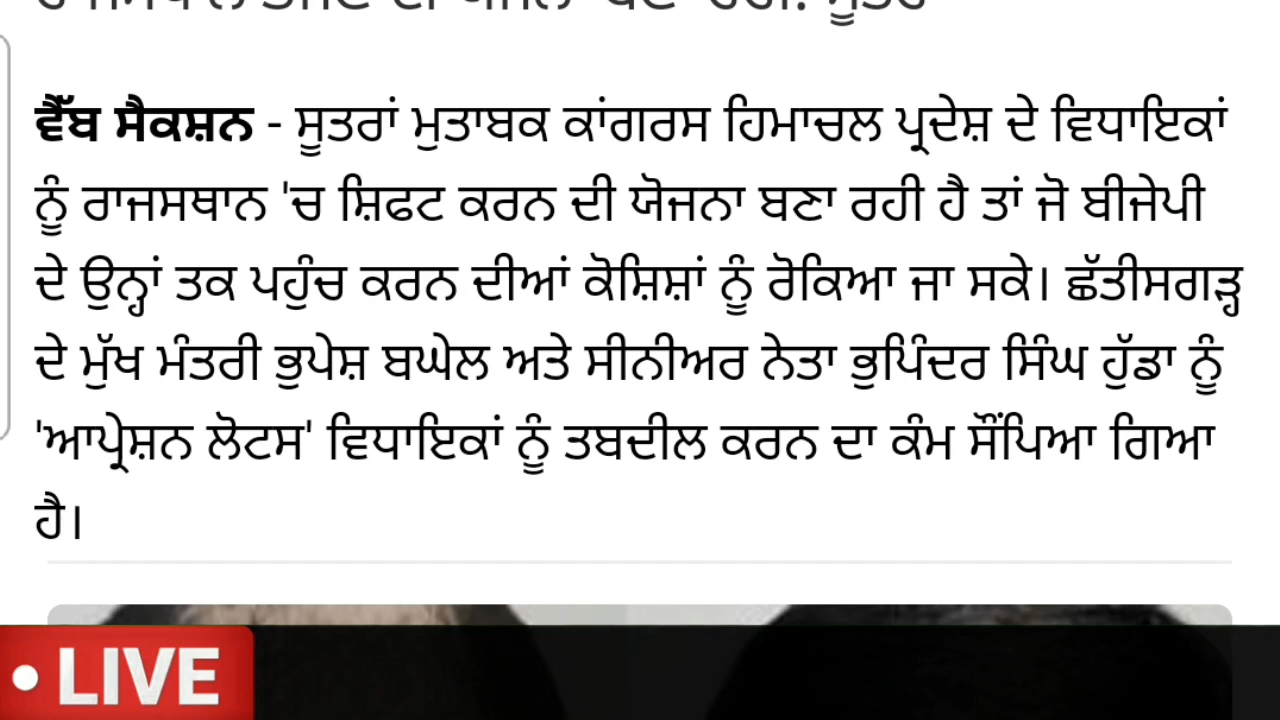 ਵੈੱਬ ਸੈਕਸ਼ਨ - ਸੂਤਰਾਂ ਮੁਤਾਬਕ ਕਾਂਗਰਸ ਹਿਮਾਚਲ ਪ੍ਰਦੇਸ਼ ਦੇ ਵਿਧਾਇਕਾਂ
ਨੂੰ ਰਾਜਸਥਾਨ 'ਚ ਸ਼ਿਫਟ ਕਰਨ ਦੀ ਯੋਜਨਾ ਬਣਾ ਰਹੀ ਹੈ ਤਾਂ ਜੋ ਬੀਜੇਪੀ
ਦੇ ਉਨ੍ਹਾਂ ਤਕ ਪਹੁੰਚ ਕਰਨ ਦੀਆਂ ਕੋਸ਼ਿਸ਼ਾਂ ਨੂੰ ਰੋਕਿਆ ਜਾ ਸਕੇ। ਛੱਤੀਸਗੜ੍ਹ
ਦੇ ਮੁੱਖ ਮੰਤਰੀ ਭੁਪੇਸ਼ ਬਘੇਲ ਅਤੇ ਸੀਨੀਅਰ ਨੇਤਾ ਭੁਪਿੰਦਰ ਸਿੰਘ ਹੁੱਡਾ ਨੂੰ
'ਆਪ੍ਰੇਸ਼ਨ ਲੋਟਸ' ਵਿਧਾਇਕਾਂ ਨੂੰ ਤਬਦੀਲ ਕਰਨ ਦਾ ਕੰਮ ਸੌਂਪਿਆ ਗਿਆ
ਹੈ।
LIVE